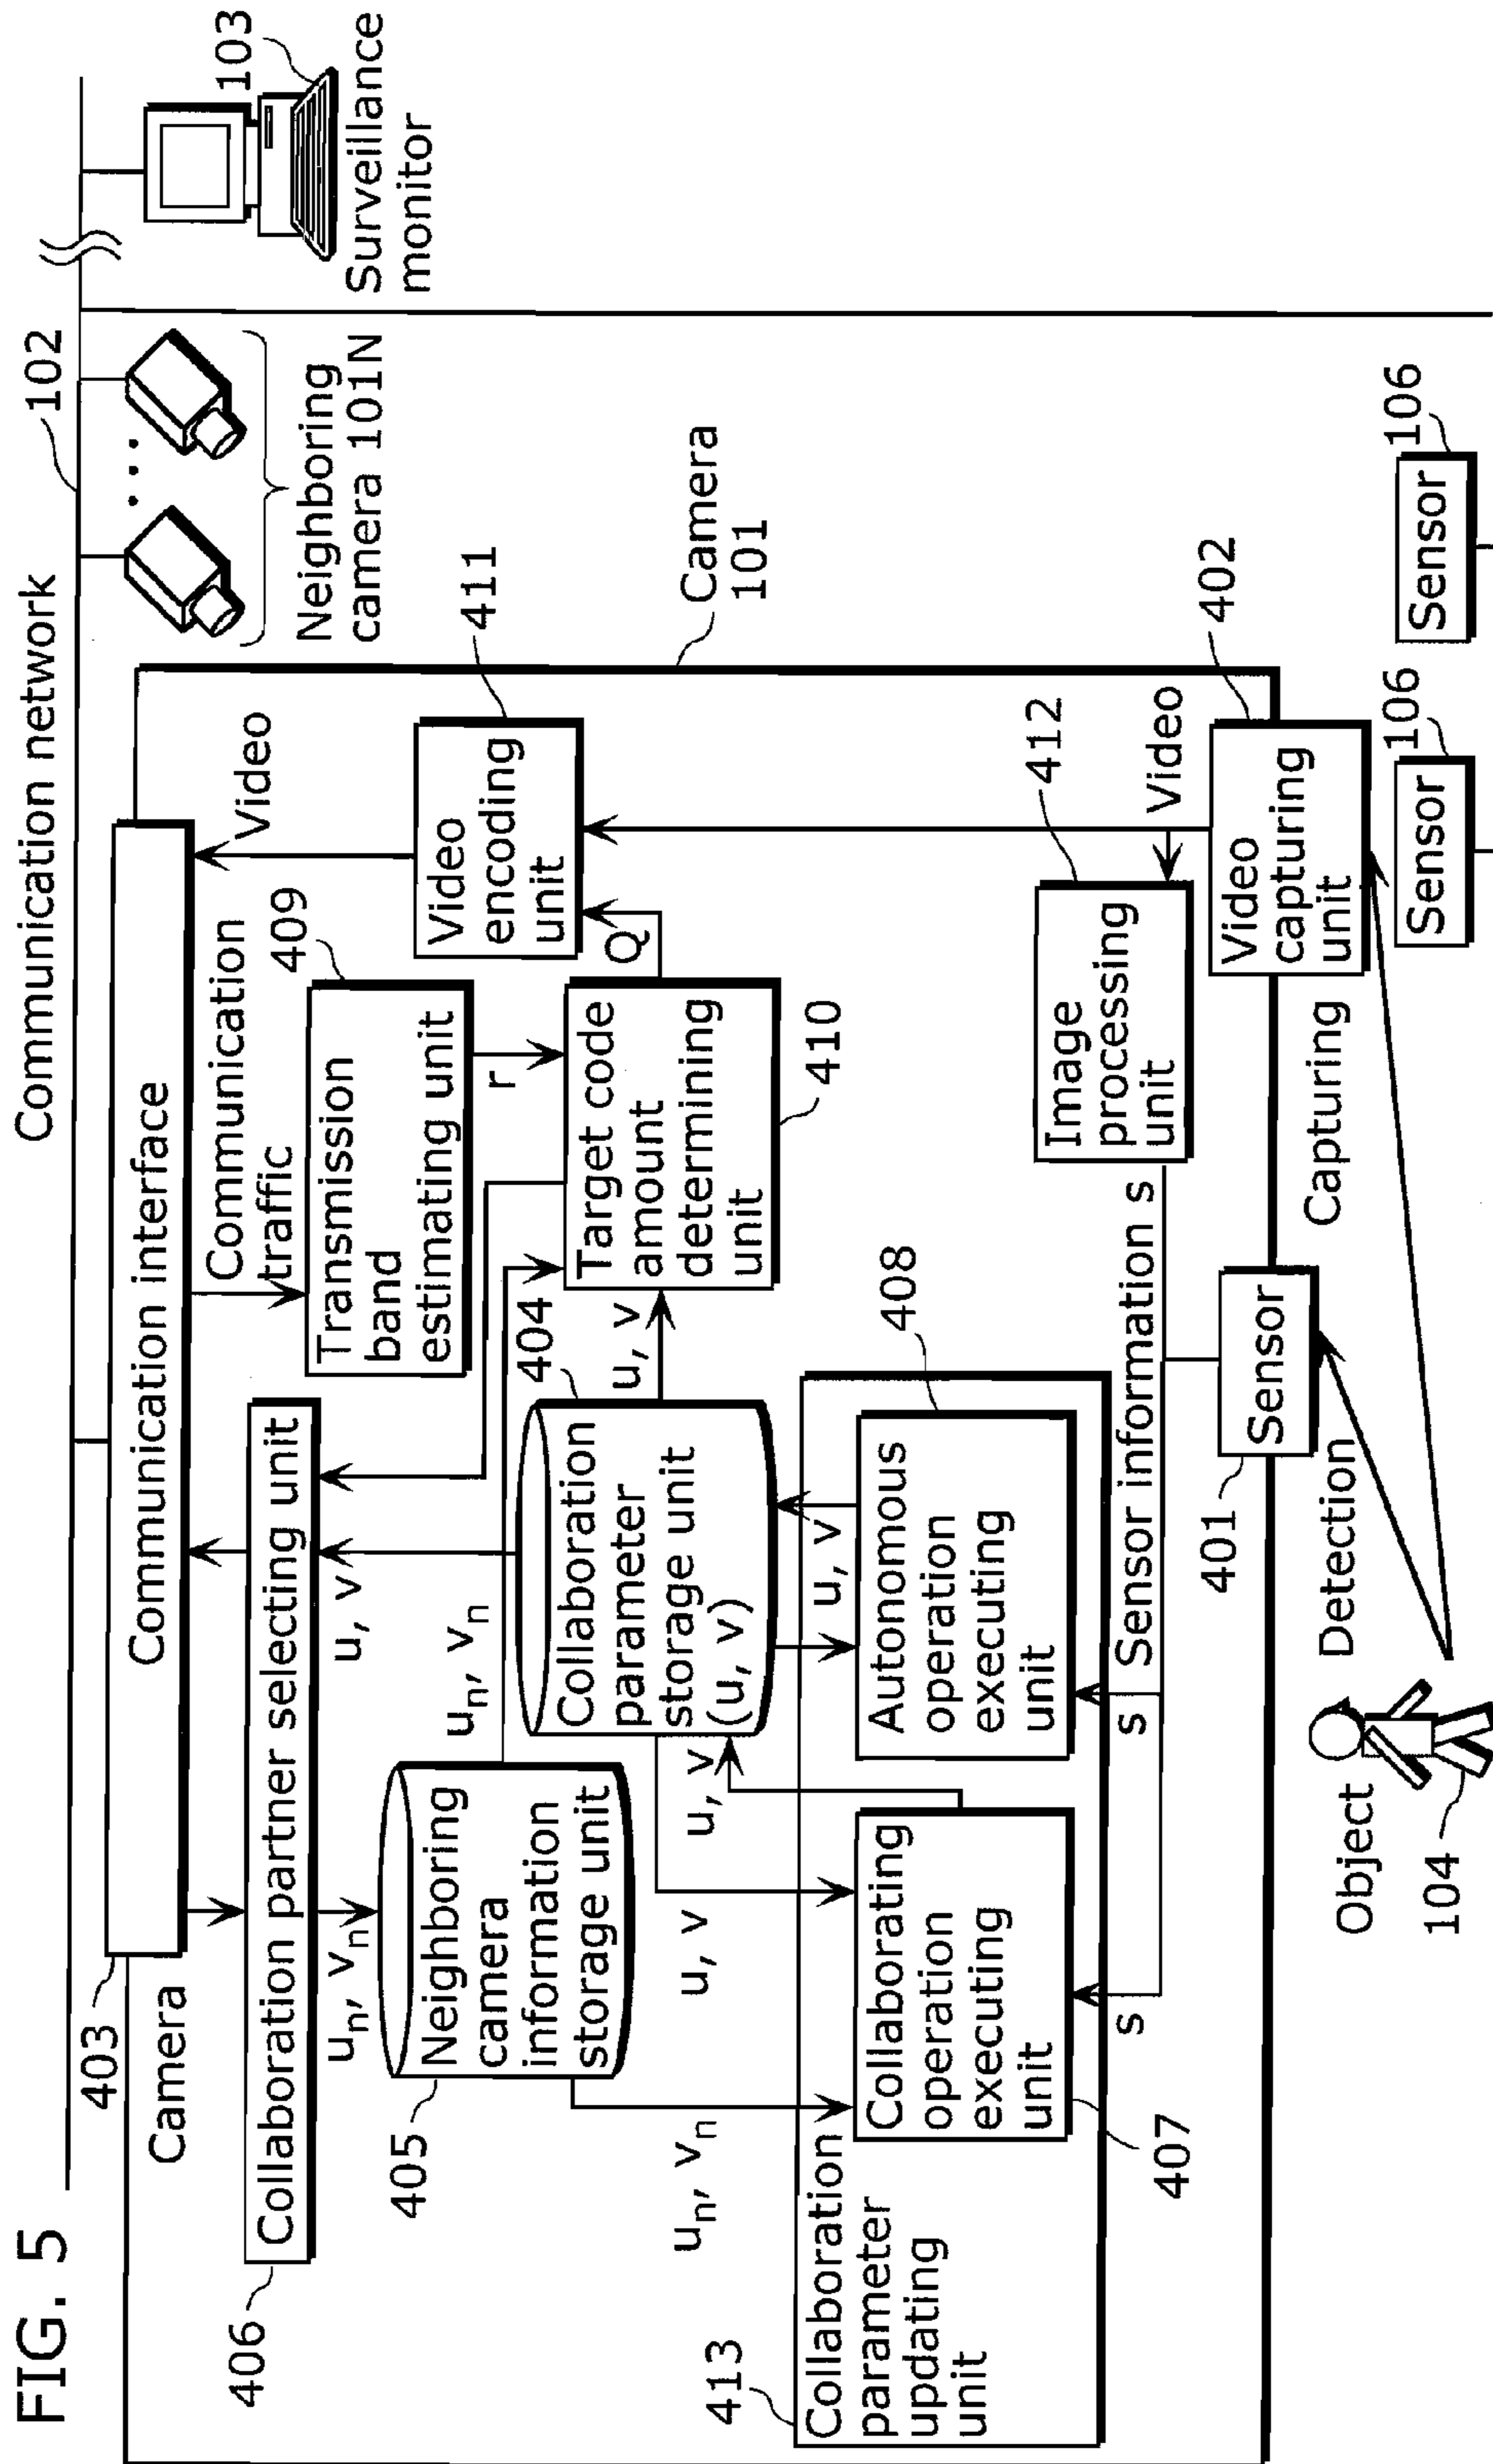 FIG. 5
Communication network
102
103
Surveillance
monitor
Neighboring
camera 101N
Camera
101
403
Camera
Communication interface
Communication
traffic
Video
406
Collaboration partner selecting unit
409
Transmission
band
estimating unit
411
Video
encoding
unit
un, vn
u, v
r
Q
405
Neighboring
camera
information
storage unit
un, vn
404
Collaboration
parameter
storage unit
(u, v)
u, v
Target code
amount
determining
unit
410
un, vn
u, v
u, v
u, v
413
Collaboration
parameter
updating
unit
Collaborating
operation
executing
unit
407
408
Autonomous
operation
executing
unit
s
s
Sensor information s
412
Image
processing
unit
Video
401
Sensor
402
Video
capturing
unit
Detection
Capturing
Object
104
106
Sensor
106
Sensor